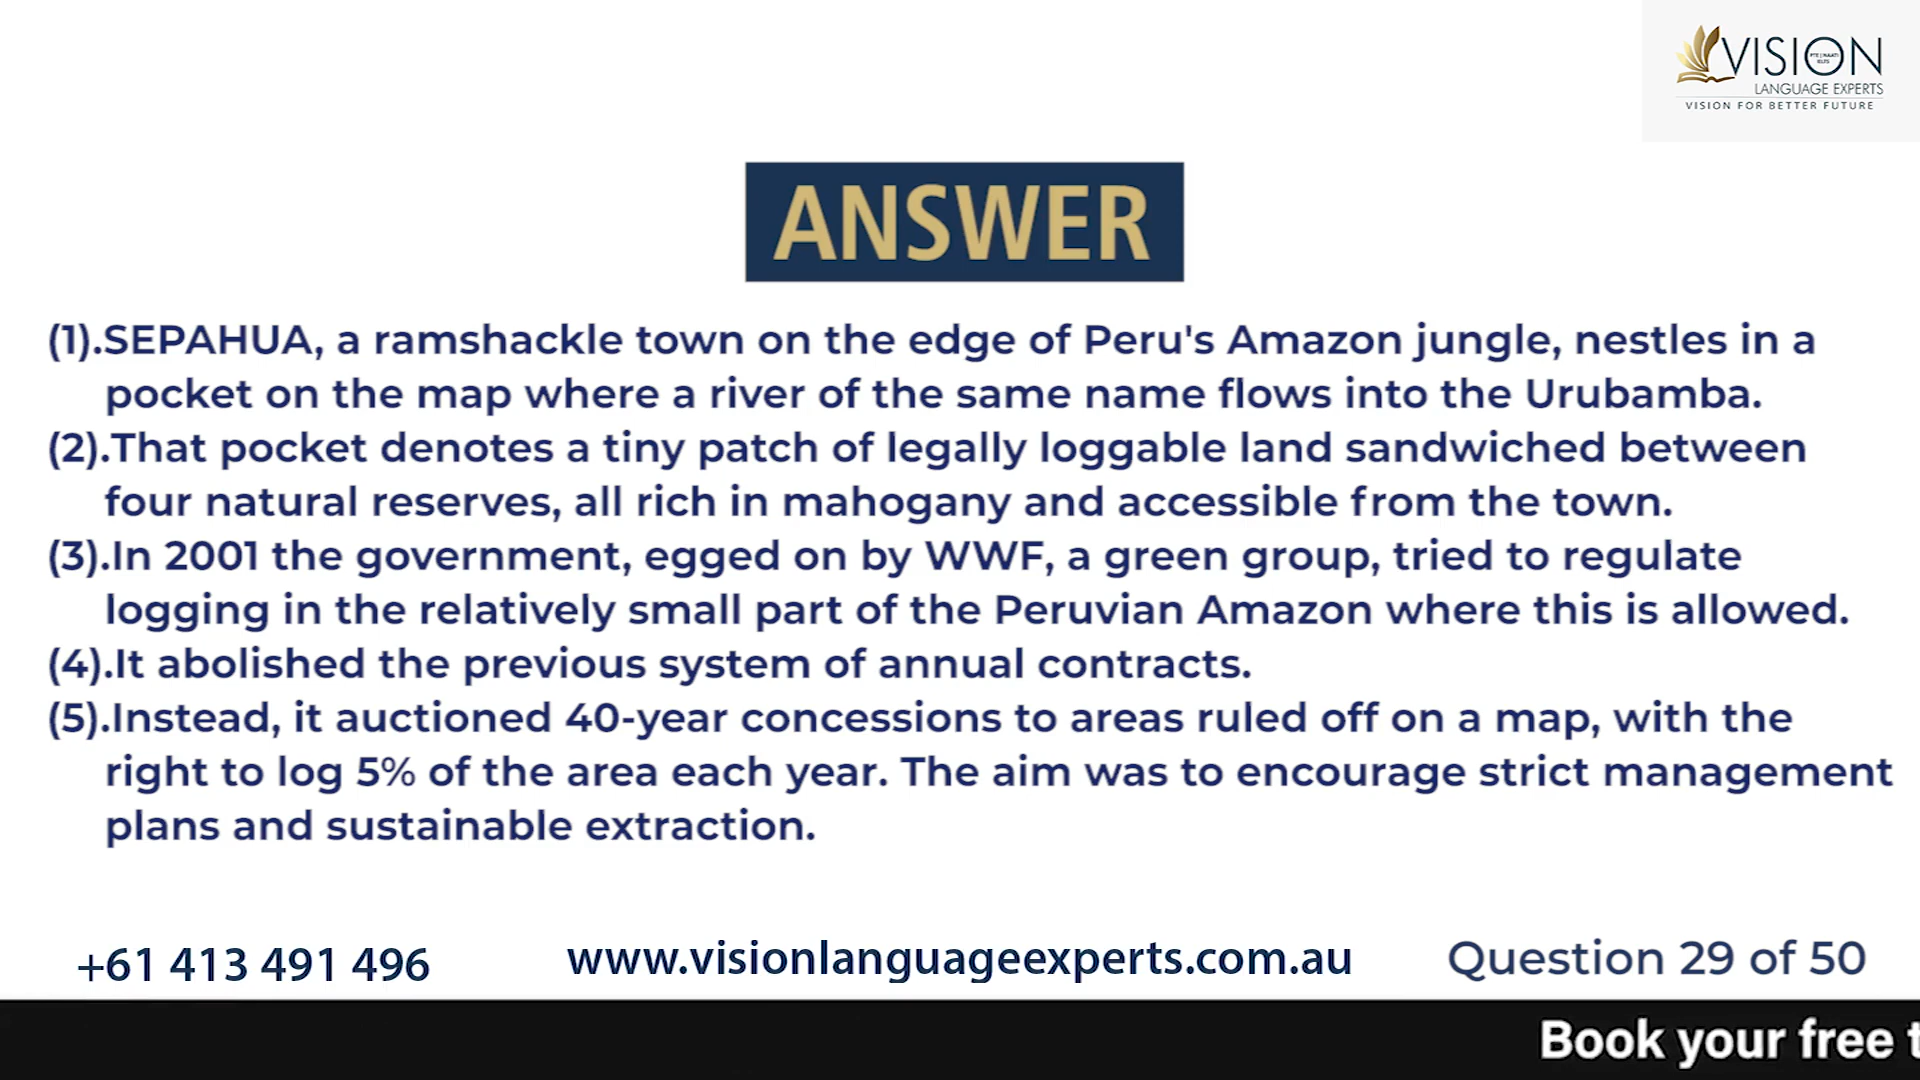 VISION
LANGUAGE EXPERTS
VISION FOR BETTER FUTURE
ANSWER
(1).SEPAHUA, a ramshackle town on the edge of Peru's Amazon jungle, nestles in a
pocket on the map where a river of the same name flows into the Urubamba.
(2).That pocket denotes a tiny patch of legally loggable land sandwiched between
four natural reserves, all rich in mahogany and accessible from the town.
(3).In 2001 the government, egged on by WWF, a green group, tried to regulate
logging in the relatively small part of the Peruvian Amazon where this is allowed.
(4).It abolished the previous system of annual contracts.
(5).Instead, it auctioned 40-year concessions to areas ruled off on a map, with the
right to log 5% of the area each year. The aim was to encourage strict management
plans and sustainable extraction.
+61 413 491 496
www.visionlanguageexperts.com.au
Question 29 of 50
Book your free t